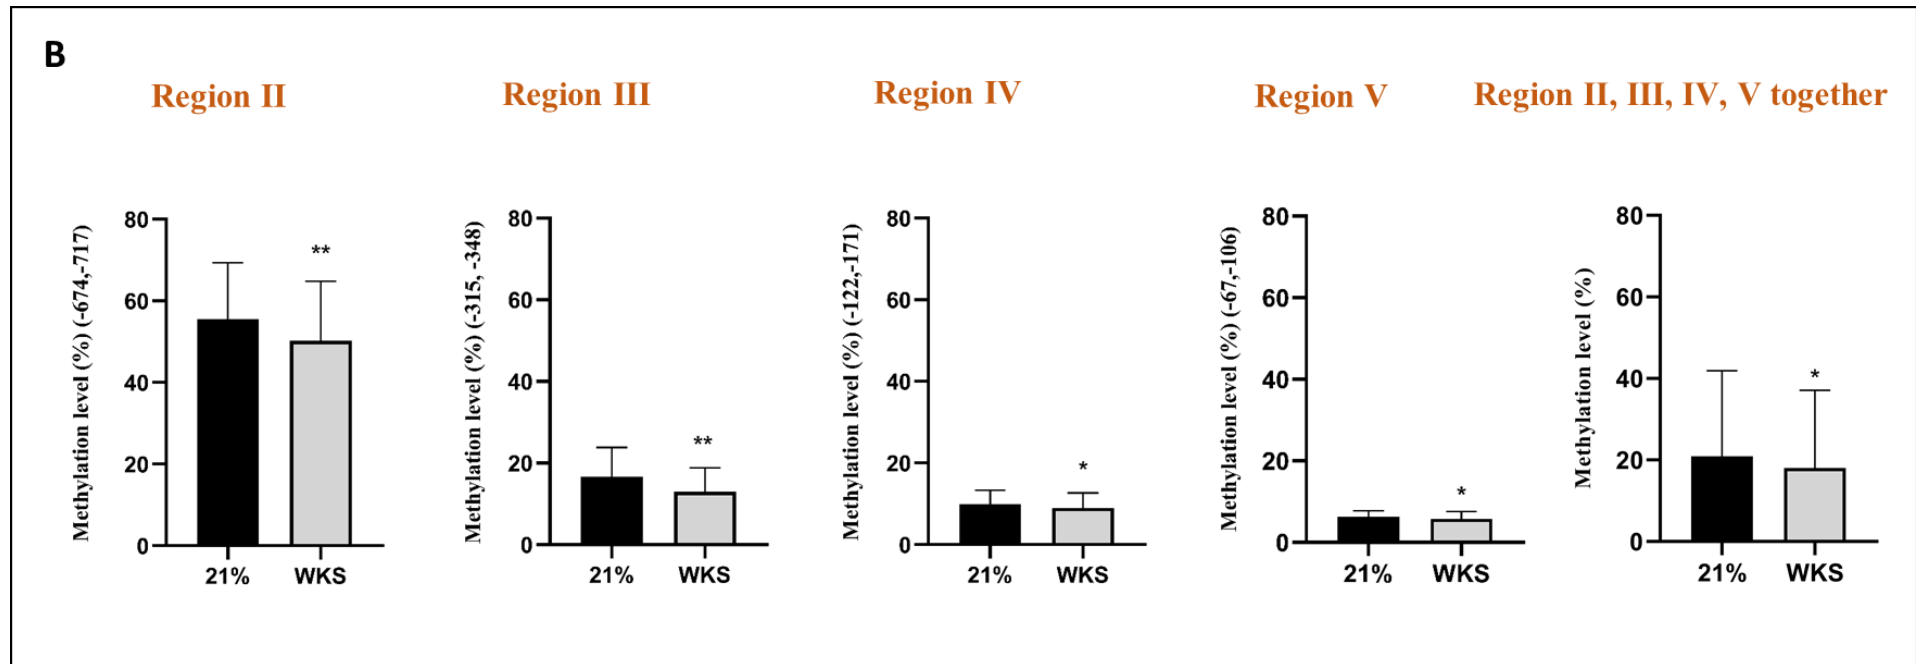 B
Region II
Region III
Region IV
Region V
Region II, III, IV, V together
Methylation level (%) (-674,-717)
80
60
40
20
0
**
21%
WKS
Methylation level (%) (-315, -348)
80
60
40
20
0
**
21%
WKS
Methylation level (%) (-122,-171)
80
60
40
20
0
*
21%
WKS
Methylation level (%) (-67,-106)
80
60
40
20
0
*
21%
WKS
Methylation level (%)
80
60
40
20
0
*
21%
WKS